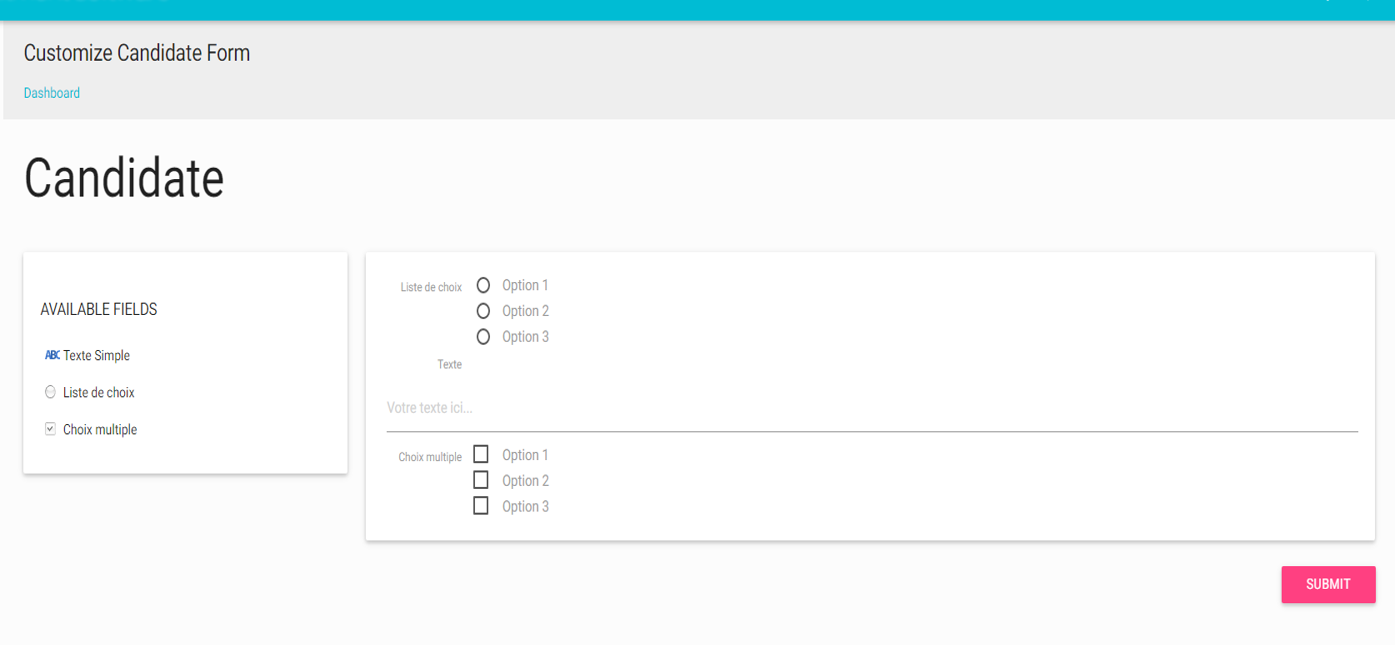 Customize Candidate Form
Dashboard
Candidate
AVAILABLE FIELDS
ABC Texte Simple
Liste de choix
Choix multiple
Liste de choix Option 1
Option 2
Option 3
Texte
Votre texte ici...
Choix multiple Option 1
Option 2
Option 3
SUBMIT